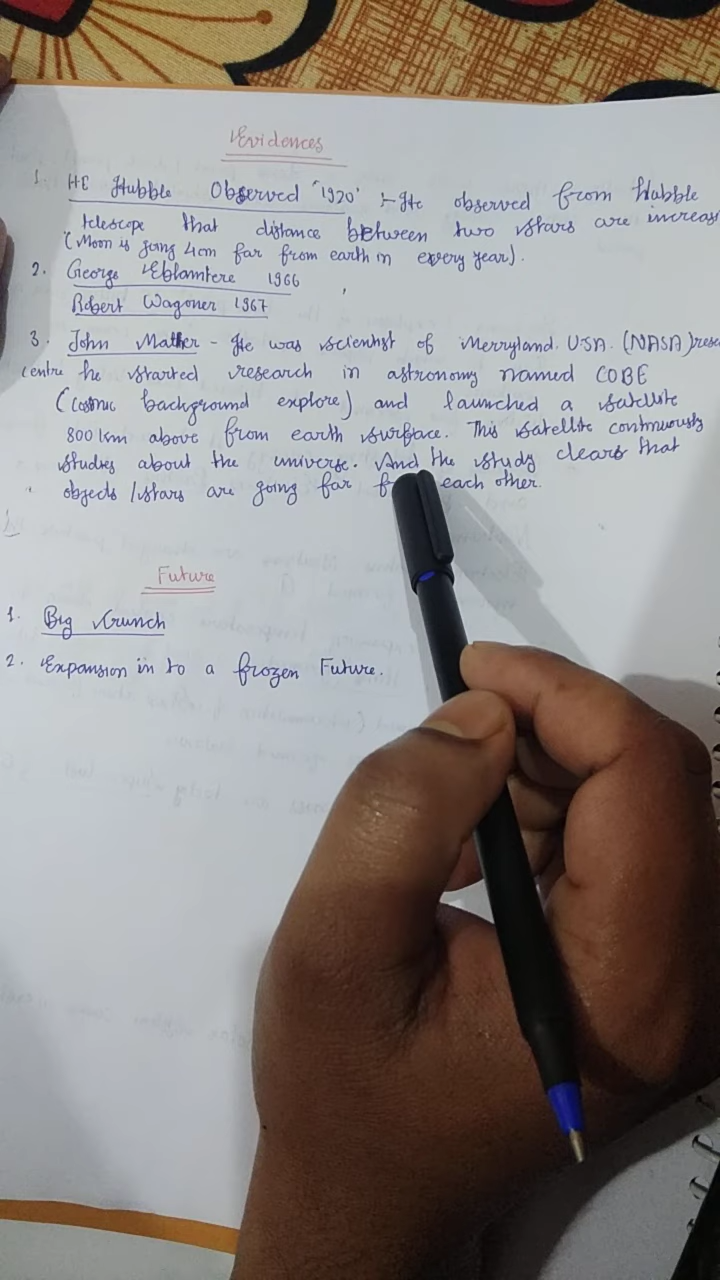 Evidences
1. HE Hubble Observed '1920' :- He observed from Hubble
telescope that distance between two stars are increas
(Moon is going 4cm far from earth in every year).
2. George Eblamtere 1966
Robert Wagoner 1967
3. John Mather - He was scientist of Merryland U.S.A. (NASA) rese
centre he started research in astronomy named COBE
(cosmic background explore) and launched a satellite
800 km above from earth surface. This satellite continuously
studies about the universe. And the study clears that
objects / stars are going far each other.
Future
1. Big Crunch
2. Expansion in to a frozen Future.